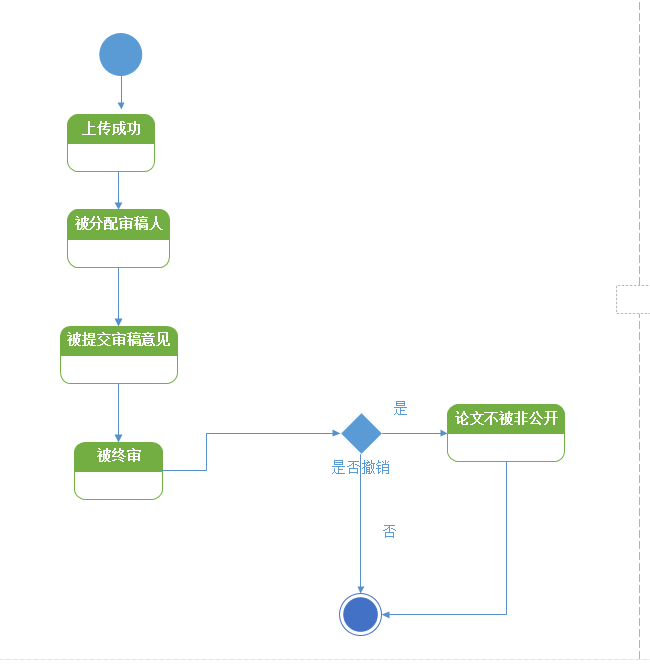 上传成功
被分配审稿人
被提交审稿意见
被终审
是
论文不被非公开
是否撤销
否